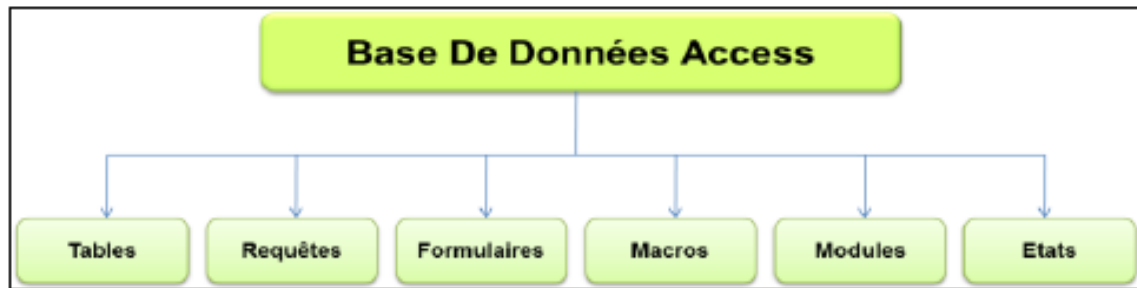 Base De Données Access
Tables
Requêtes
Formulaires
Macros
Modules
Etats